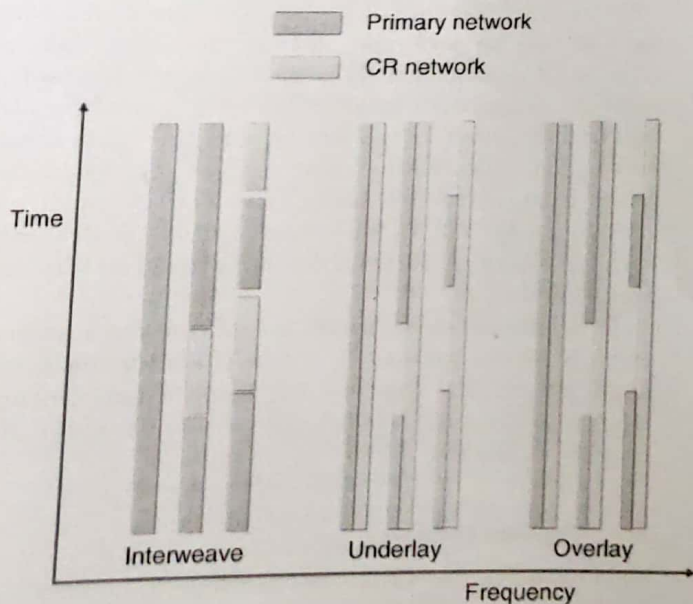 Primary network
CR network
Time
Interweave
Underlay
Overlay
Frequency